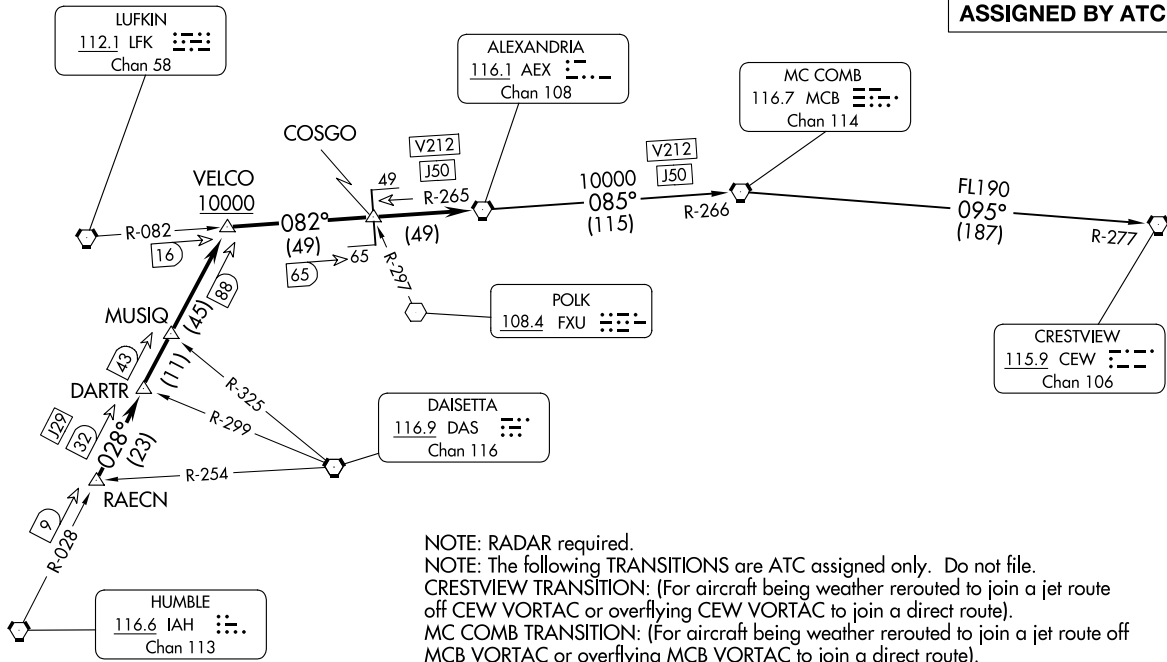 ASSIGNED BY ATC
LUFKIN
112.1 LFK
Chan 58
ALEXANDRIA
116.1 AEX
Chan 108
MC COMB
116.7 MCB
Chan 114
COSGO
V212
J50
V212
J50
VELCO
10000
49
R-265
10000
085°
(115)
R-266
FL190
095°
(187)
R-277
R-082
16
082°
(49)
(49)
65
65
R-297
88
POLK
108.4 FXU
CRESTVIEW
115.9 CEW
Chan 106
MUSIQ
(45)
43
(11)
DARTR
R-325
R-299
DAISETTA
116.9 DAS
Chan 116
J29
32
028°
(23)
R-254
RAECN
9
R-028
HUMBLE
116.6 IAH
Chan 113
NOTE: RADAR required.
NOTE: The following TRANSITIONS are ATC assigned only. Do not file.
CRESTVIEW TRANSITION: (For aircraft being weather rerouted to join a jet route
off CEW VORTAC or overflying CEW VORTAC to join a direct route).
MC COMB TRANSITION: (For aircraft being weather rerouted to join a jet route off
MCB VORTAC or overflying MCB VORTAC to join a direct route).